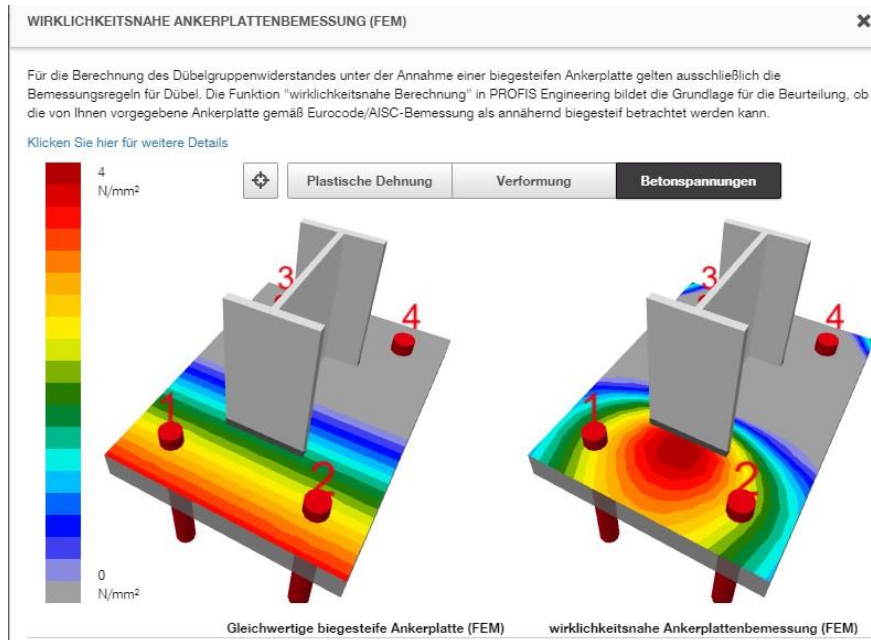 WIRKLICHKEITSNAHE ANKERPLATTENBEMESSUNG (FEM)
Für die Berechnung des Dübelgruppenwiderstandes unter der Annahme einer biegesteifen Ankerplatte gelten ausschließlich die
Bemessungsregeln für Dübel. Die Funktion "wirklichkeitsnahe Berechnung" in PROFIS Engineering bildet die Grundlage für die Beurteilung, ob
die von Ihnen vorgegebene Ankerplatte gemäß Eurocode/AISC-Bemessung als annähernd biegesteif betrachtet werden kann.
Klicken Sie hier für weitere Details
4
N/mm²
Plastische Dehnung
Verformung
Betonspannungen
3
4
1
2
3
4
1
2
0
N/mm²
Gleichwertige biegesteife Ankerplatte (FEM)
wirklichkeitsnahe Ankerplattenbemessung (FEM)